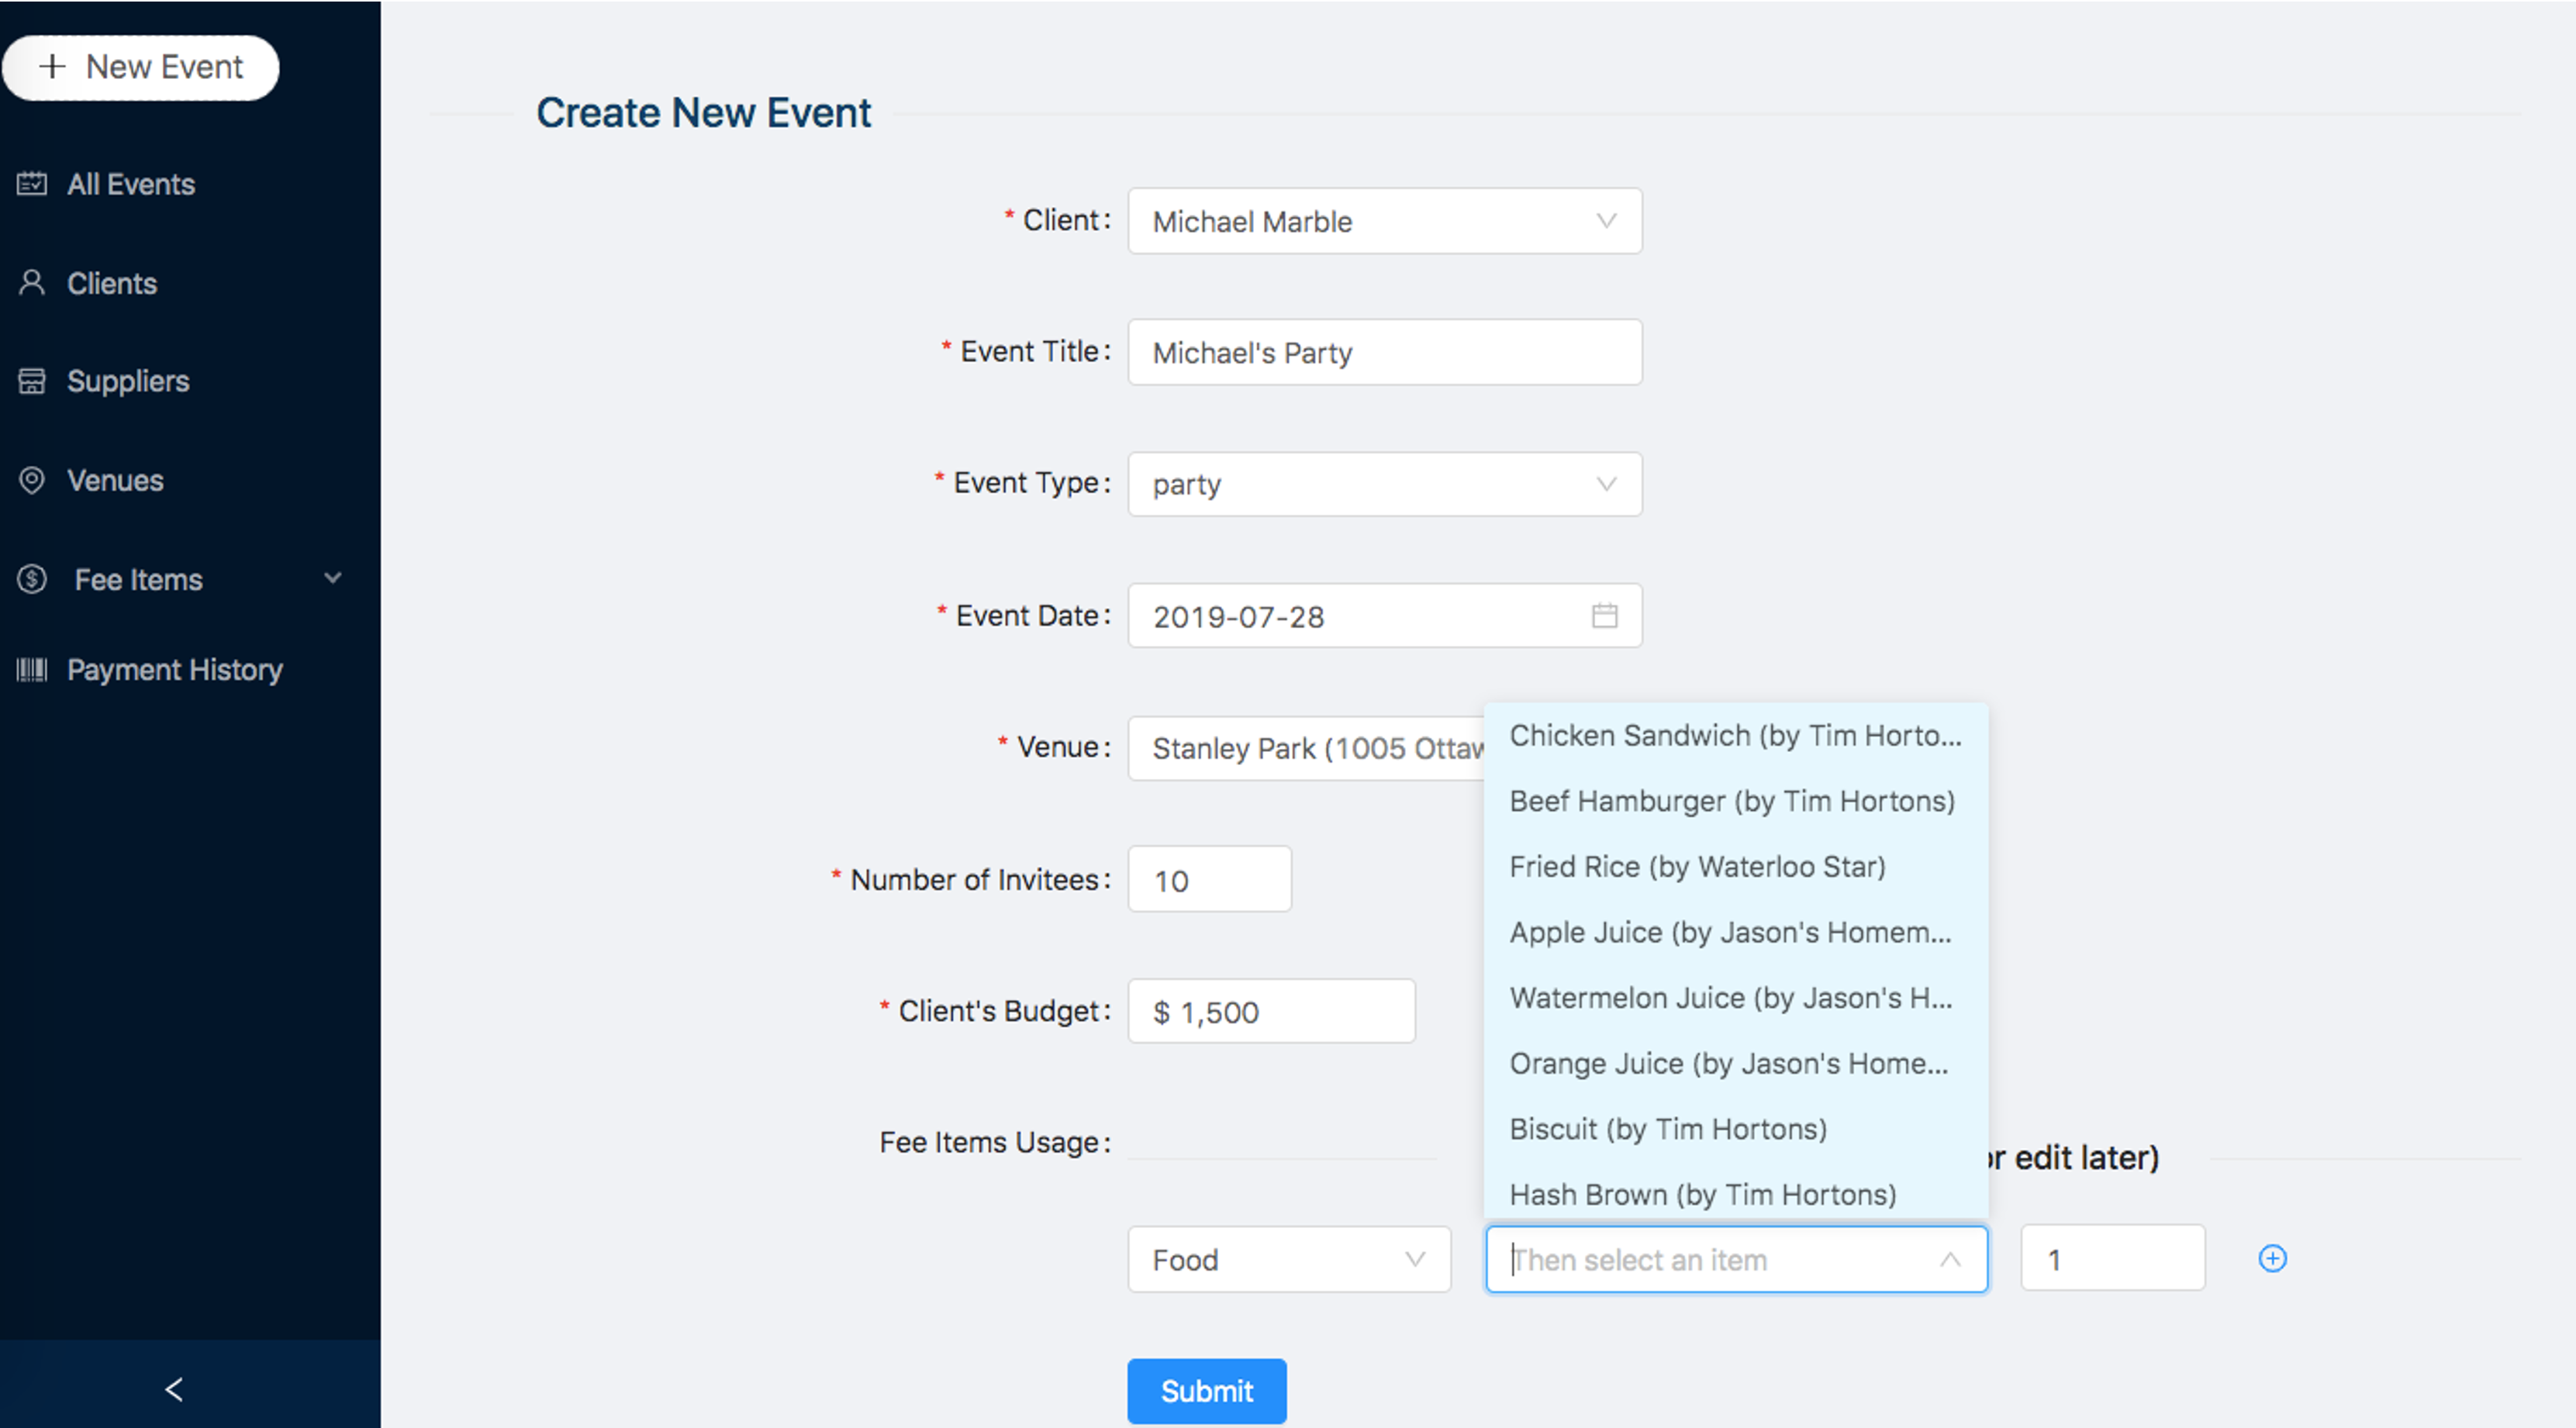 + New Event
All Events
Clients
Suppliers
Venues
Fee Items
Payment History
Create New Event
* Client: Michael Marble
* Event Title: Michael's Party
* Event Type: party
* Event Date: 2019-07-28
* Venue: Stanley Park (1005 Ottaw
* Number of Invitees: 10
* Client's Budget: $ 1,500
Fee Items Usage:
or edit later)
Chicken Sandwich (by Tim Horto...
Beef Hamburger (by Tim Hortons)
Fried Rice (by Waterloo Star)
Apple Juice (by Jason's Homem...
Watermelon Juice (by Jason's H...
Orange Juice (by Jason's Home...
Biscuit (by Tim Hortons)
Hash Brown (by Tim Hortons)
Food Then select an item 1
Submit